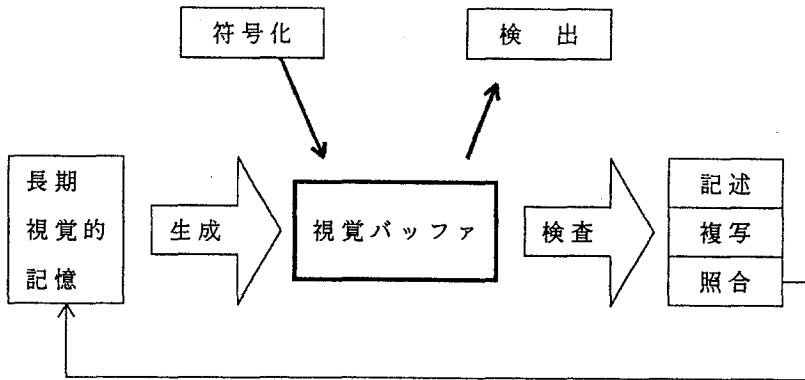 符号化
検出
長期
視覚的
記憶
生成
視覚バッファ
検査
記述
複写
照合